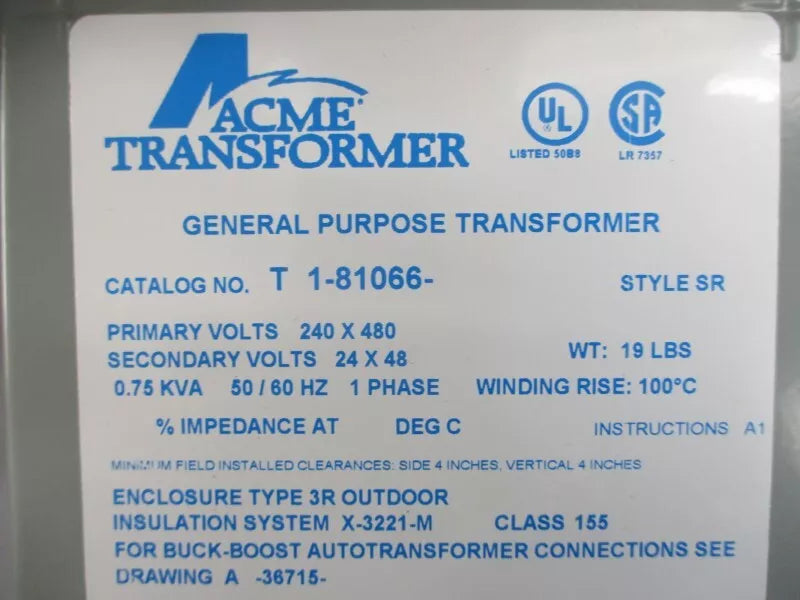 ACME
TRANSFORMER
UL
LISTED 50B8
SA
LR 7357
GENERAL PURPOSE TRANSFORMER
CATALOG NO. T 1-81066-
STYLE SR
PRIMARY VOLTS 240 X 480
SECONDARY VOLTS 24 X 48
WT: 19 LBS
0.75 KVA 50 / 60 HZ 1 PHASE WINDING RISE: 100°C
% IMPEDANCE AT DEG C
INSTRUCTIONS A1
MINIMUM FIELD INSTALLED CLEARANCES: SIDE 4 INCHES, VERTICAL 4 INCHES
ENCLOSURE TYPE 3R OUTDOOR
INSULATION SYSTEM X-3221-M CLASS 155
FOR BUCK-BOOST AUTOTRANSFORMER CONNECTIONS SEE
DRAWING A -36715-